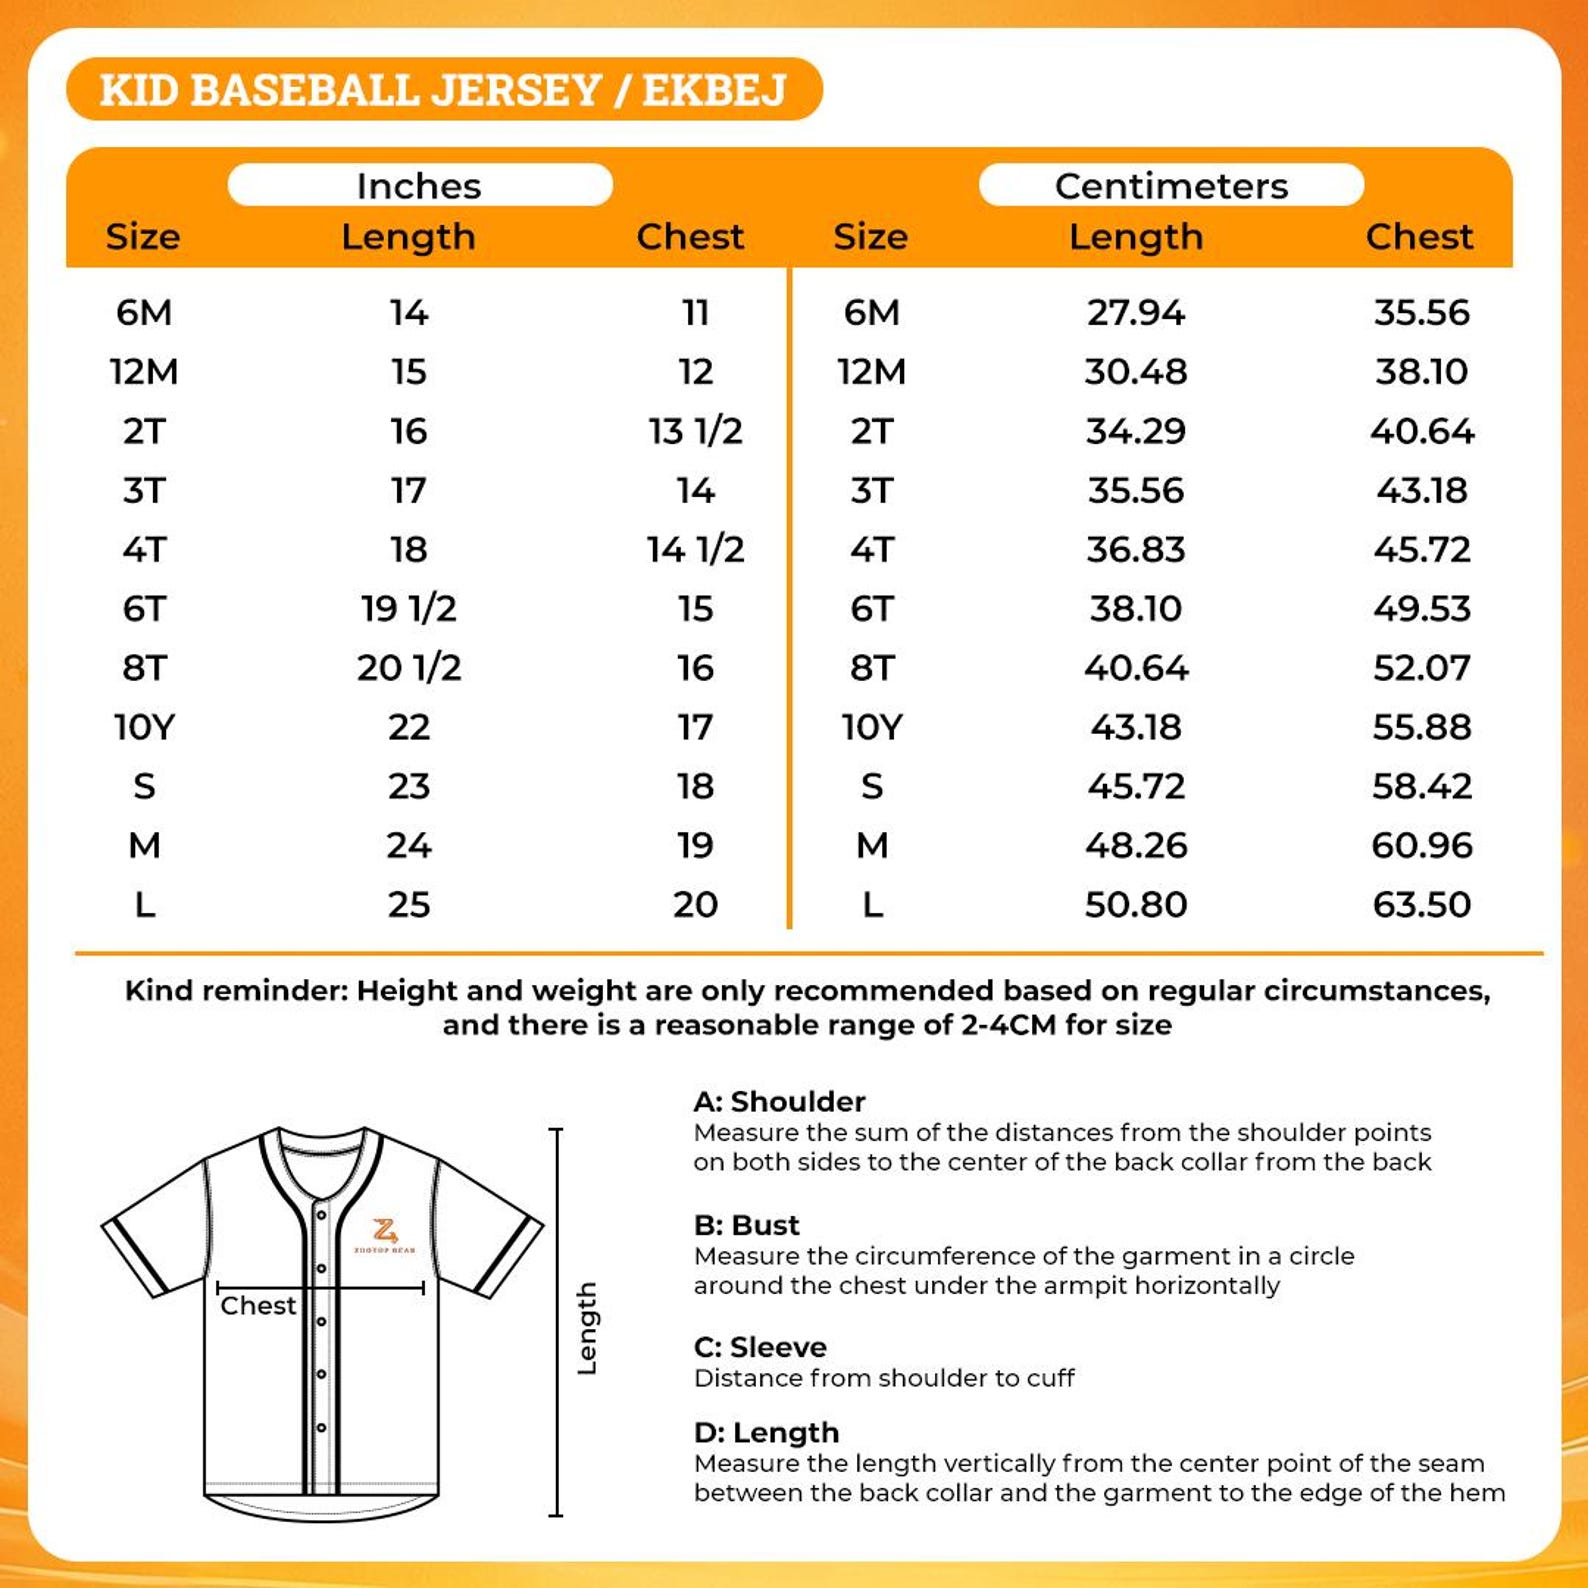 KID BASEBALL JERSEY / EKBEJ
Inches Centimeters
Size Length Chest Size Length Chest
6M 14 11 6M 27.94 35.56
12M 15 12 12M 30.48 38.10
2T 16 13 1/2 2T 34.29 40.64
3T 17 14 3T 35.56 43.18
4T 18 14 1/2 4T 36.83 45.72
6T 19 1/2 15 6T 38.10 49.53
8T 20 1/2 16 8T 40.64 52.07
10Y 22 17 10Y 43.18 55.88
S 23 18 S 45.72 58.42
M 24 19 M 48.26 60.96
L 25 20 L 50.80 63.50
Kind reminder: Height and weight are only recommended based on regular circumstances,
and there is a reasonable range of 2-4CM for size
ZOOTOP BEAR
Chest
Length
A: Shoulder
Measure the sum of the distances from the shoulder points
on both sides to the center of the back collar from the back
B: Bust
Measure the circumference of the garment in a circle
around the chest under the armpit horizontally
C: Sleeve
Distance from shoulder to cuff
D: Length
Measure the length vertically from the center point of the seam
between the back collar and the garment to the edge of the hem